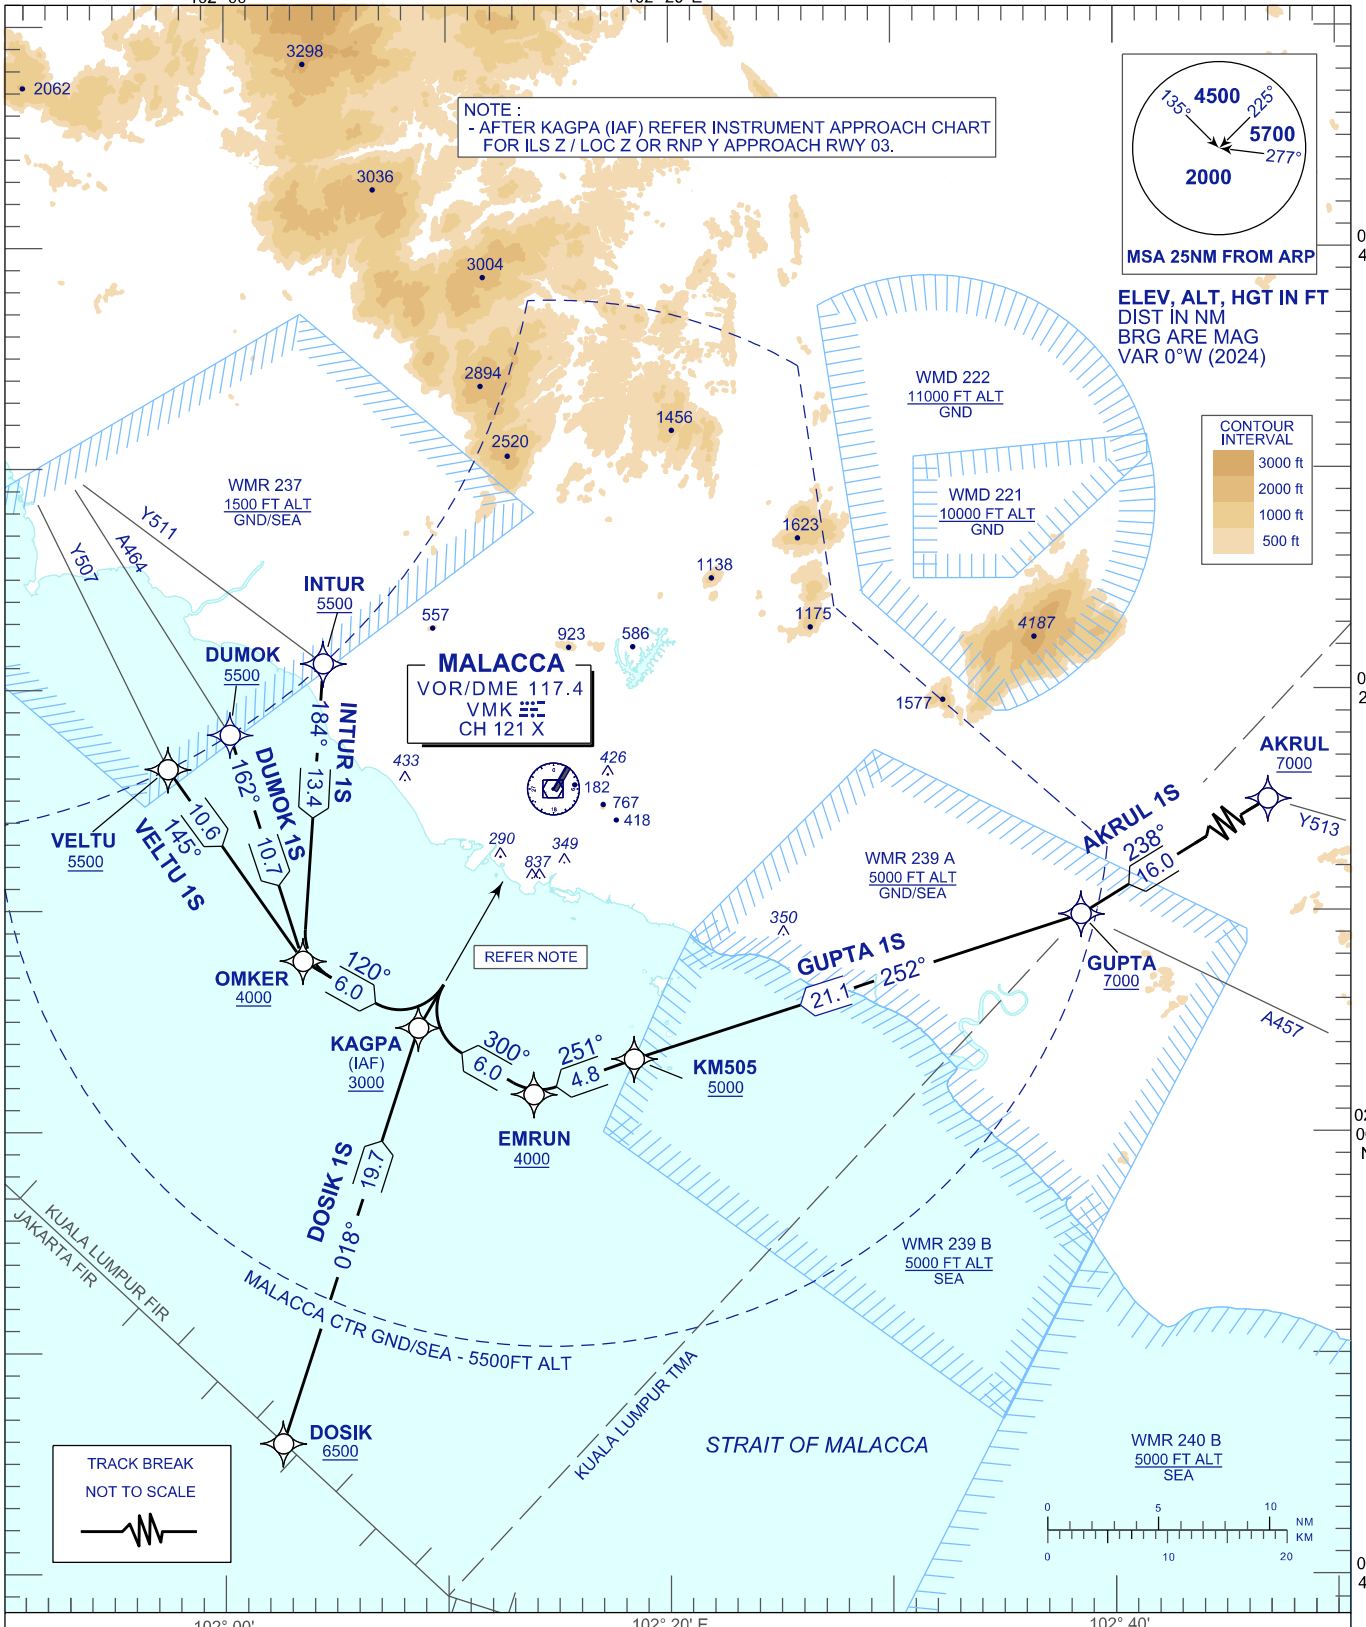 3298
2062
NOTE :
- AFTER KAGPA (IAF) REFER INSTRUMENT APPROACH CHART
FOR ILS Z / LOC Z OR RNP Y APPROACH RWY 03.
4500
135°
225°
5700
277°
2000
MSA 25NM FROM ARP
3036
3004
ELEV, ALT, HGT IN FT
DIST IN NM
BRG ARE MAG
VAR 0°W (2024)
2894
1456
2520
WMD 222
11000 FT ALT
GND
CONTOUR
INTERVAL
3000 ft
2000 ft
1000 ft
500 ft
WMR 237
1500 FT ALT
GND/SEA
WMD 221
10000 FT ALT
GND
Y511
A464
Y507
1623
1138
1175
4187
INTUR
5500
557
923
586
DUMOK
5500
MALACCA
VOR/DME 117.4
VMK
CH 121 X
1577
184°
INTUR 1S
13.4
162°
DUMOK 1S
10.7
433
426
182
767
418
AKRUL
7000
Y513
AKRUL 1S
238°
16.0
VELTU
5500
10.6
145°
VELTU 1S
290
837
349
WMR 239 A
5000 FT ALT
GND/SEA
350
REFER NOTE
GUPTA 1S
252°
21.1
GUPTA
7000
A457
OMKER
4000
120°
6.0
KAGPA
(IAF)
3000
300°
6.0
251°
4.8
KM505
5000
EMRUN
4000
DOSIK 1S
19.7
018°
KUALA LUMPUR FIR
JAKARTA FIR
MALACCA CTR GND/SEA - 5500FT ALT
WMR 239 B
5000 FT ALT
SEA
KUALA LUMPUR TMA
DOSIK
6500
STRAIT OF MALACCA
WMR 240 B
5000 FT ALT
SEA
TRACK BREAK
NOT TO SCALE
0 5 10
NM
KM
0 10 20
102° 20' E
102° 40'